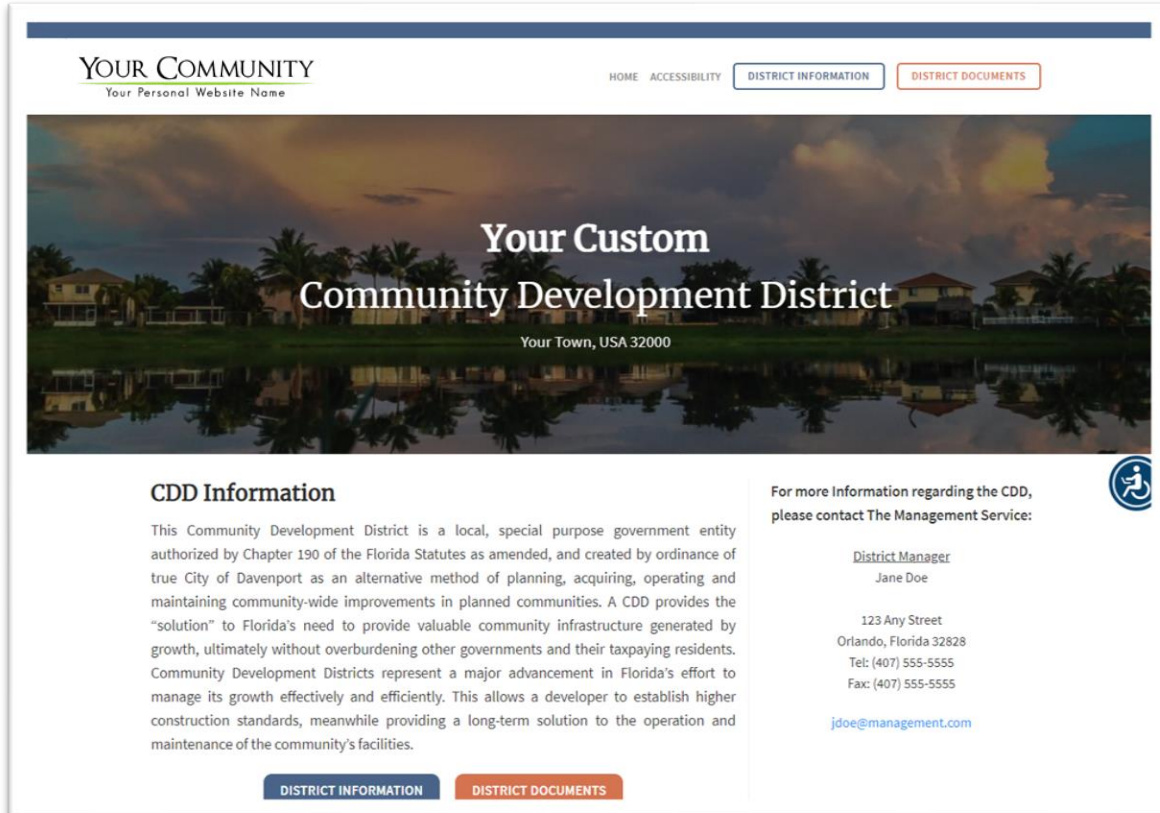 YOUR COMMUNITY
Your Personal Website Name
HOME ACCESSIBILITY DISTRICT INFORMATION DISTRICT DOCUMENTS
Your Custom
Community Development District
Your Town, USA 32000
CDD Information
This Community Development District is a local, special purpose government entity
authorized by Chapter 190 of the Florida Statutes as amended, and created by ordinance of
true City of Davenport as an alternative method of planning, acquiring, operating and
maintaining community-wide improvements in planned communities. A CDD provides the
“solution” to Florida’s need to provide valuable community infrastructure generated by
growth, ultimately without overburdening other governments and their taxpaying residents.
Community Development Districts represent a major advancement in Florida’s effort to
manage its growth effectively and efficiently. This allows a developer to establish higher
construction standards, meanwhile providing a long-term solution to the operation and
maintenance of the community’s facilities.
DISTRICT INFORMATION DISTRICT DOCUMENTS
For more Information regarding the CDD,
please contact The Management Service:
District Manager
Jane Doe
123 Any Street
Orlando, Florida 32828
Tel: (407) 555-5555
Fax: (407) 555-5555
jdoe@management.com